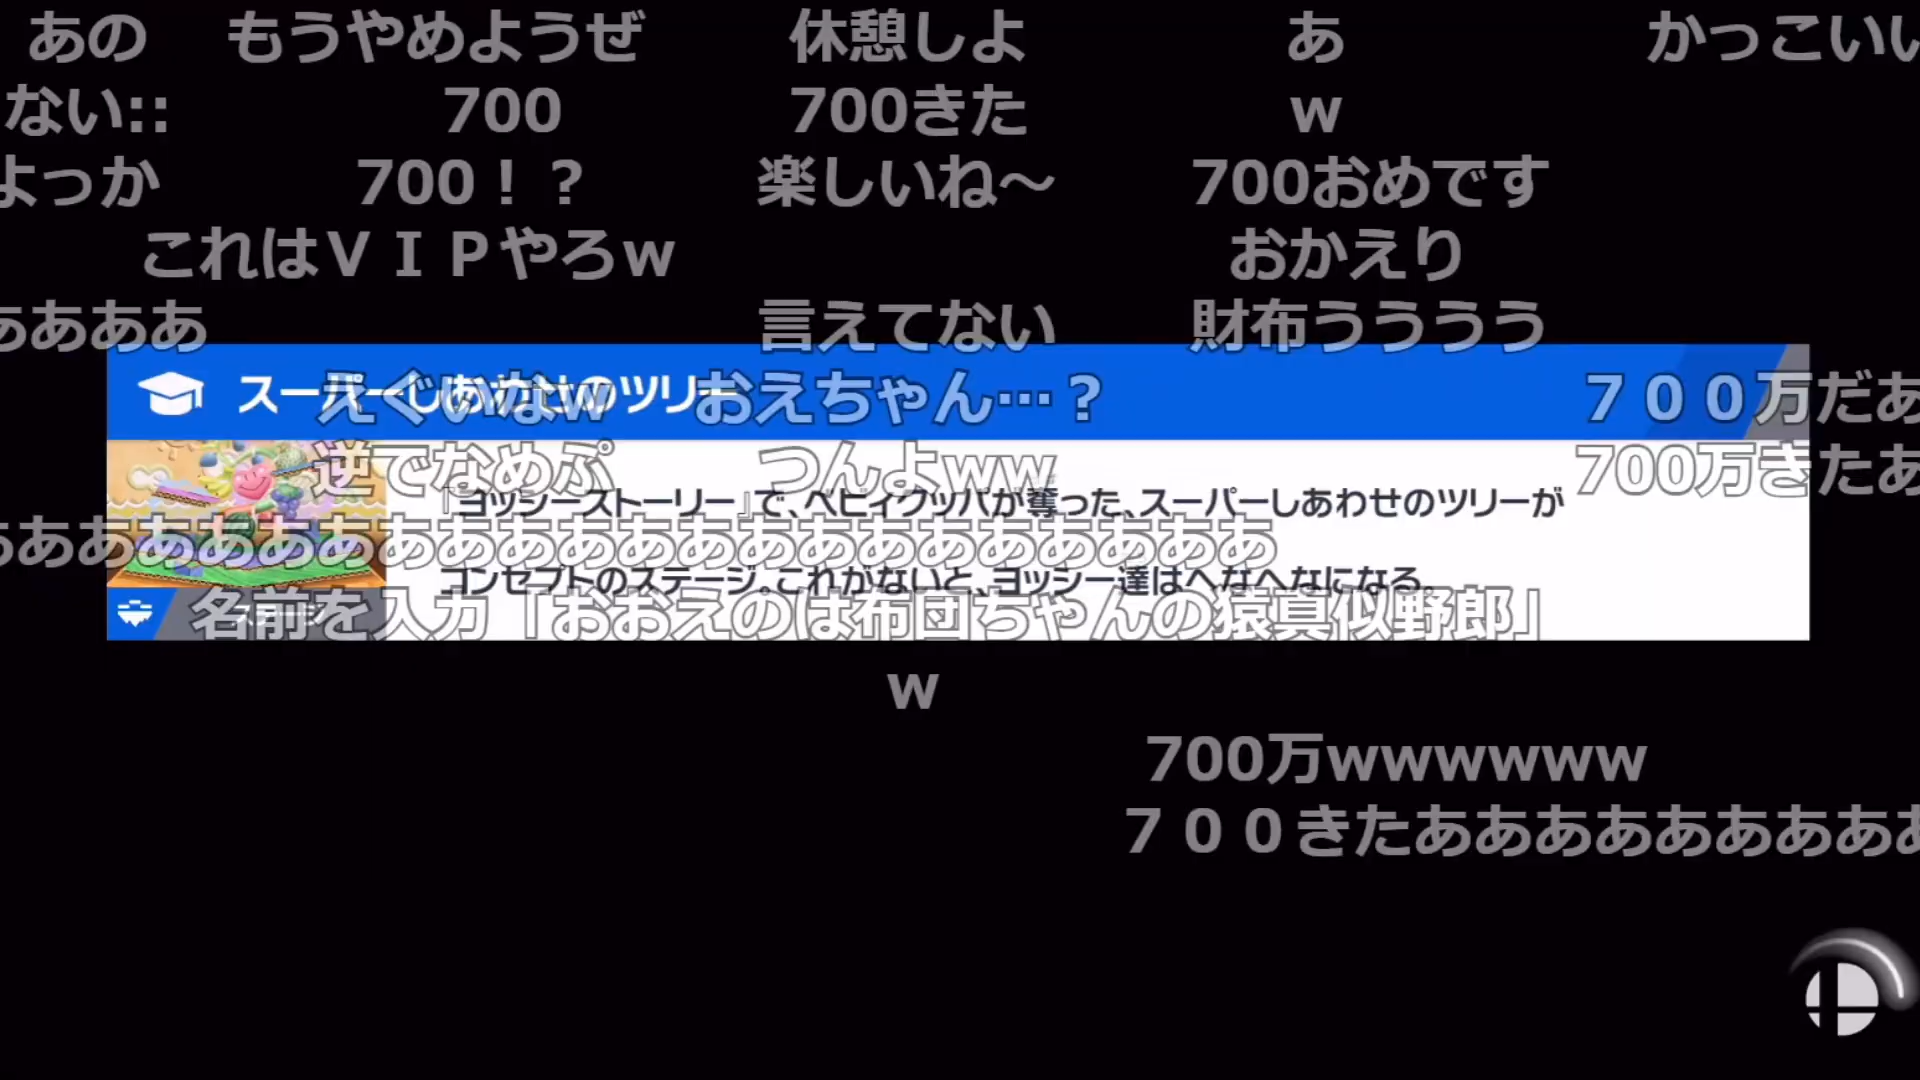 あの もうやめようぜ 休憩しよ あ かっこいい
ない:: 700 700きた w
よっか 700！？ 楽しいね～ 700おめです
これはＶＩＰやろw おかえり
ああああ 言えてない 財布うううう
スーパーしあわせのツリー
えぐいなw おえちゃん…？ ７００万だあ
逆でなめぷ つんよww 700万きたあ
『ヨッシーストーリー』で、ベビィクッパが奪った、スーパーしあわせのツリーが
あああああああああああああああああああああ
コンセプトのステージ。これがないと、ヨッシー達はへなへなになる。
ステージ
名前を入力「おおえのは布団ちゃんの猿真似野郎」
w
700万wwwwww
７００きたあああああああああ